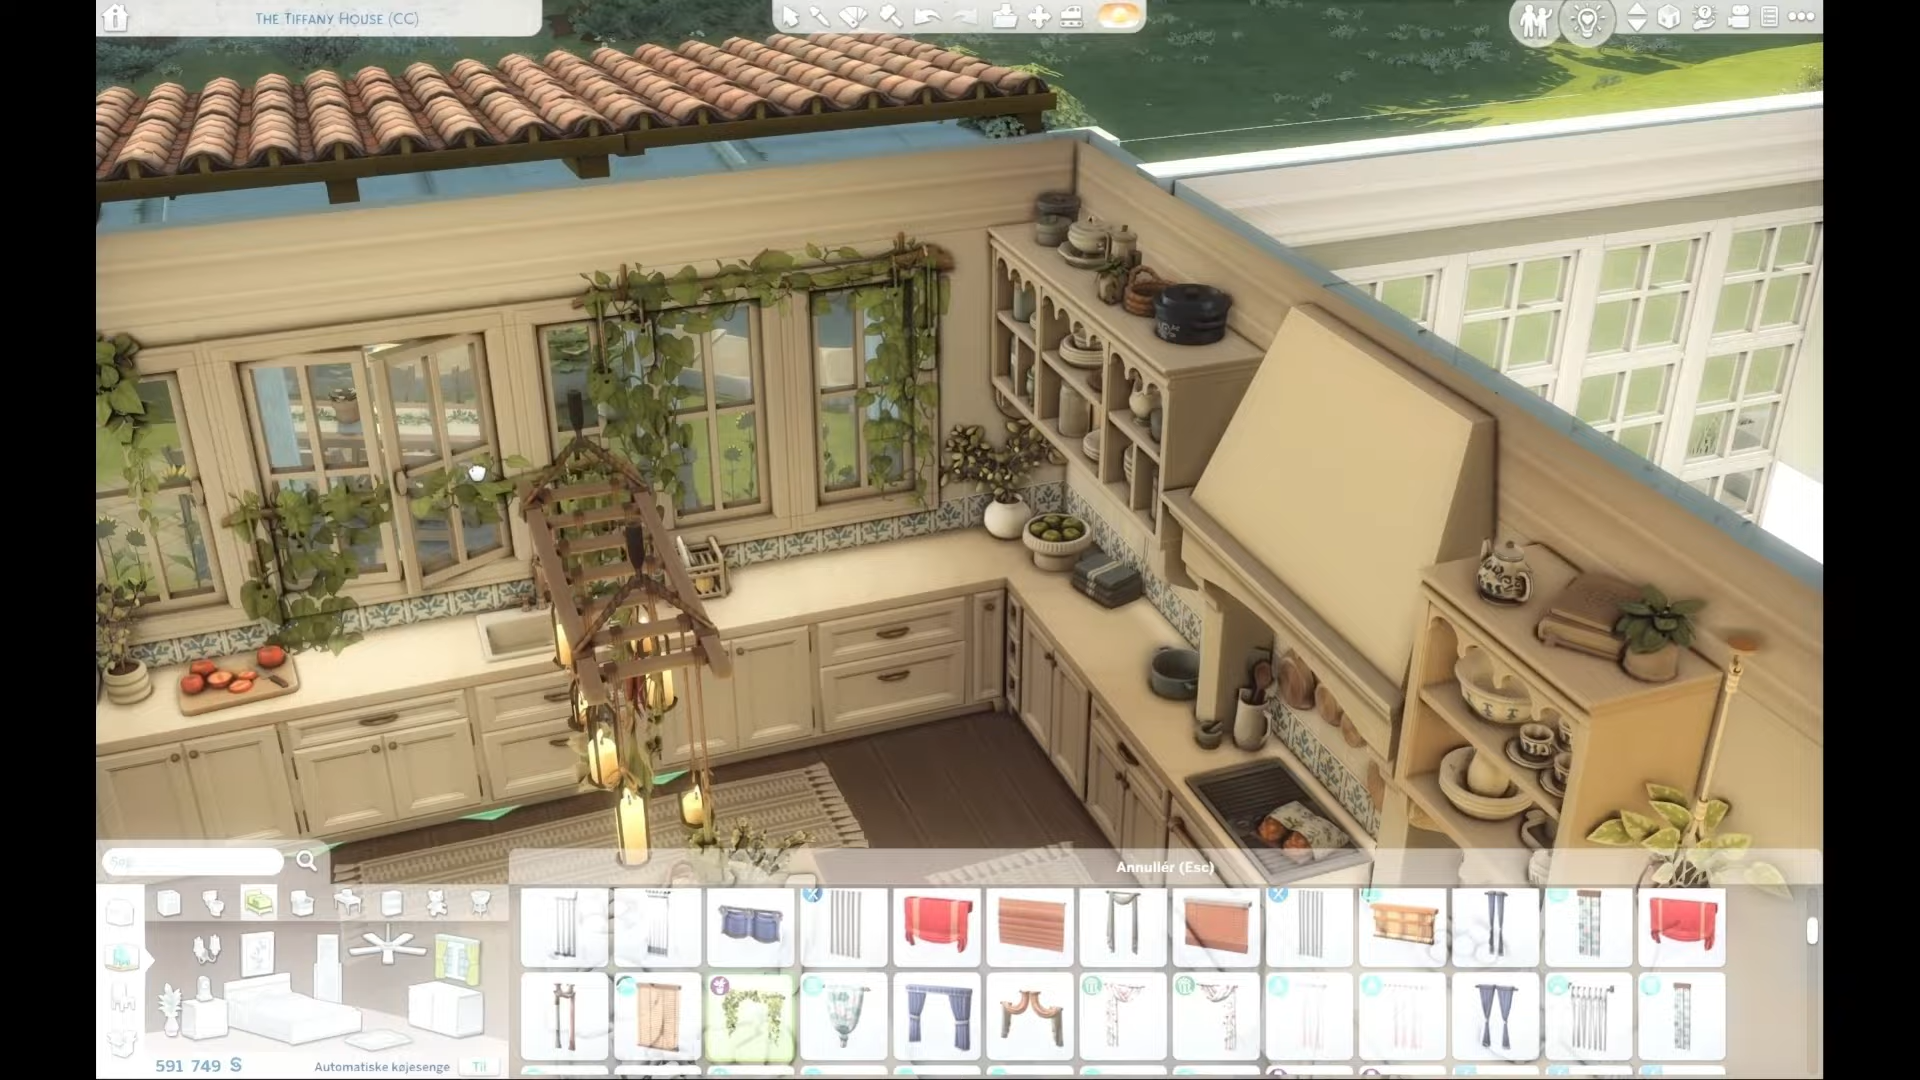 THE TIFFANY HOUSE (CC)
Annullér (Esc)
591 749 §
Automatiske køjesenge
Til